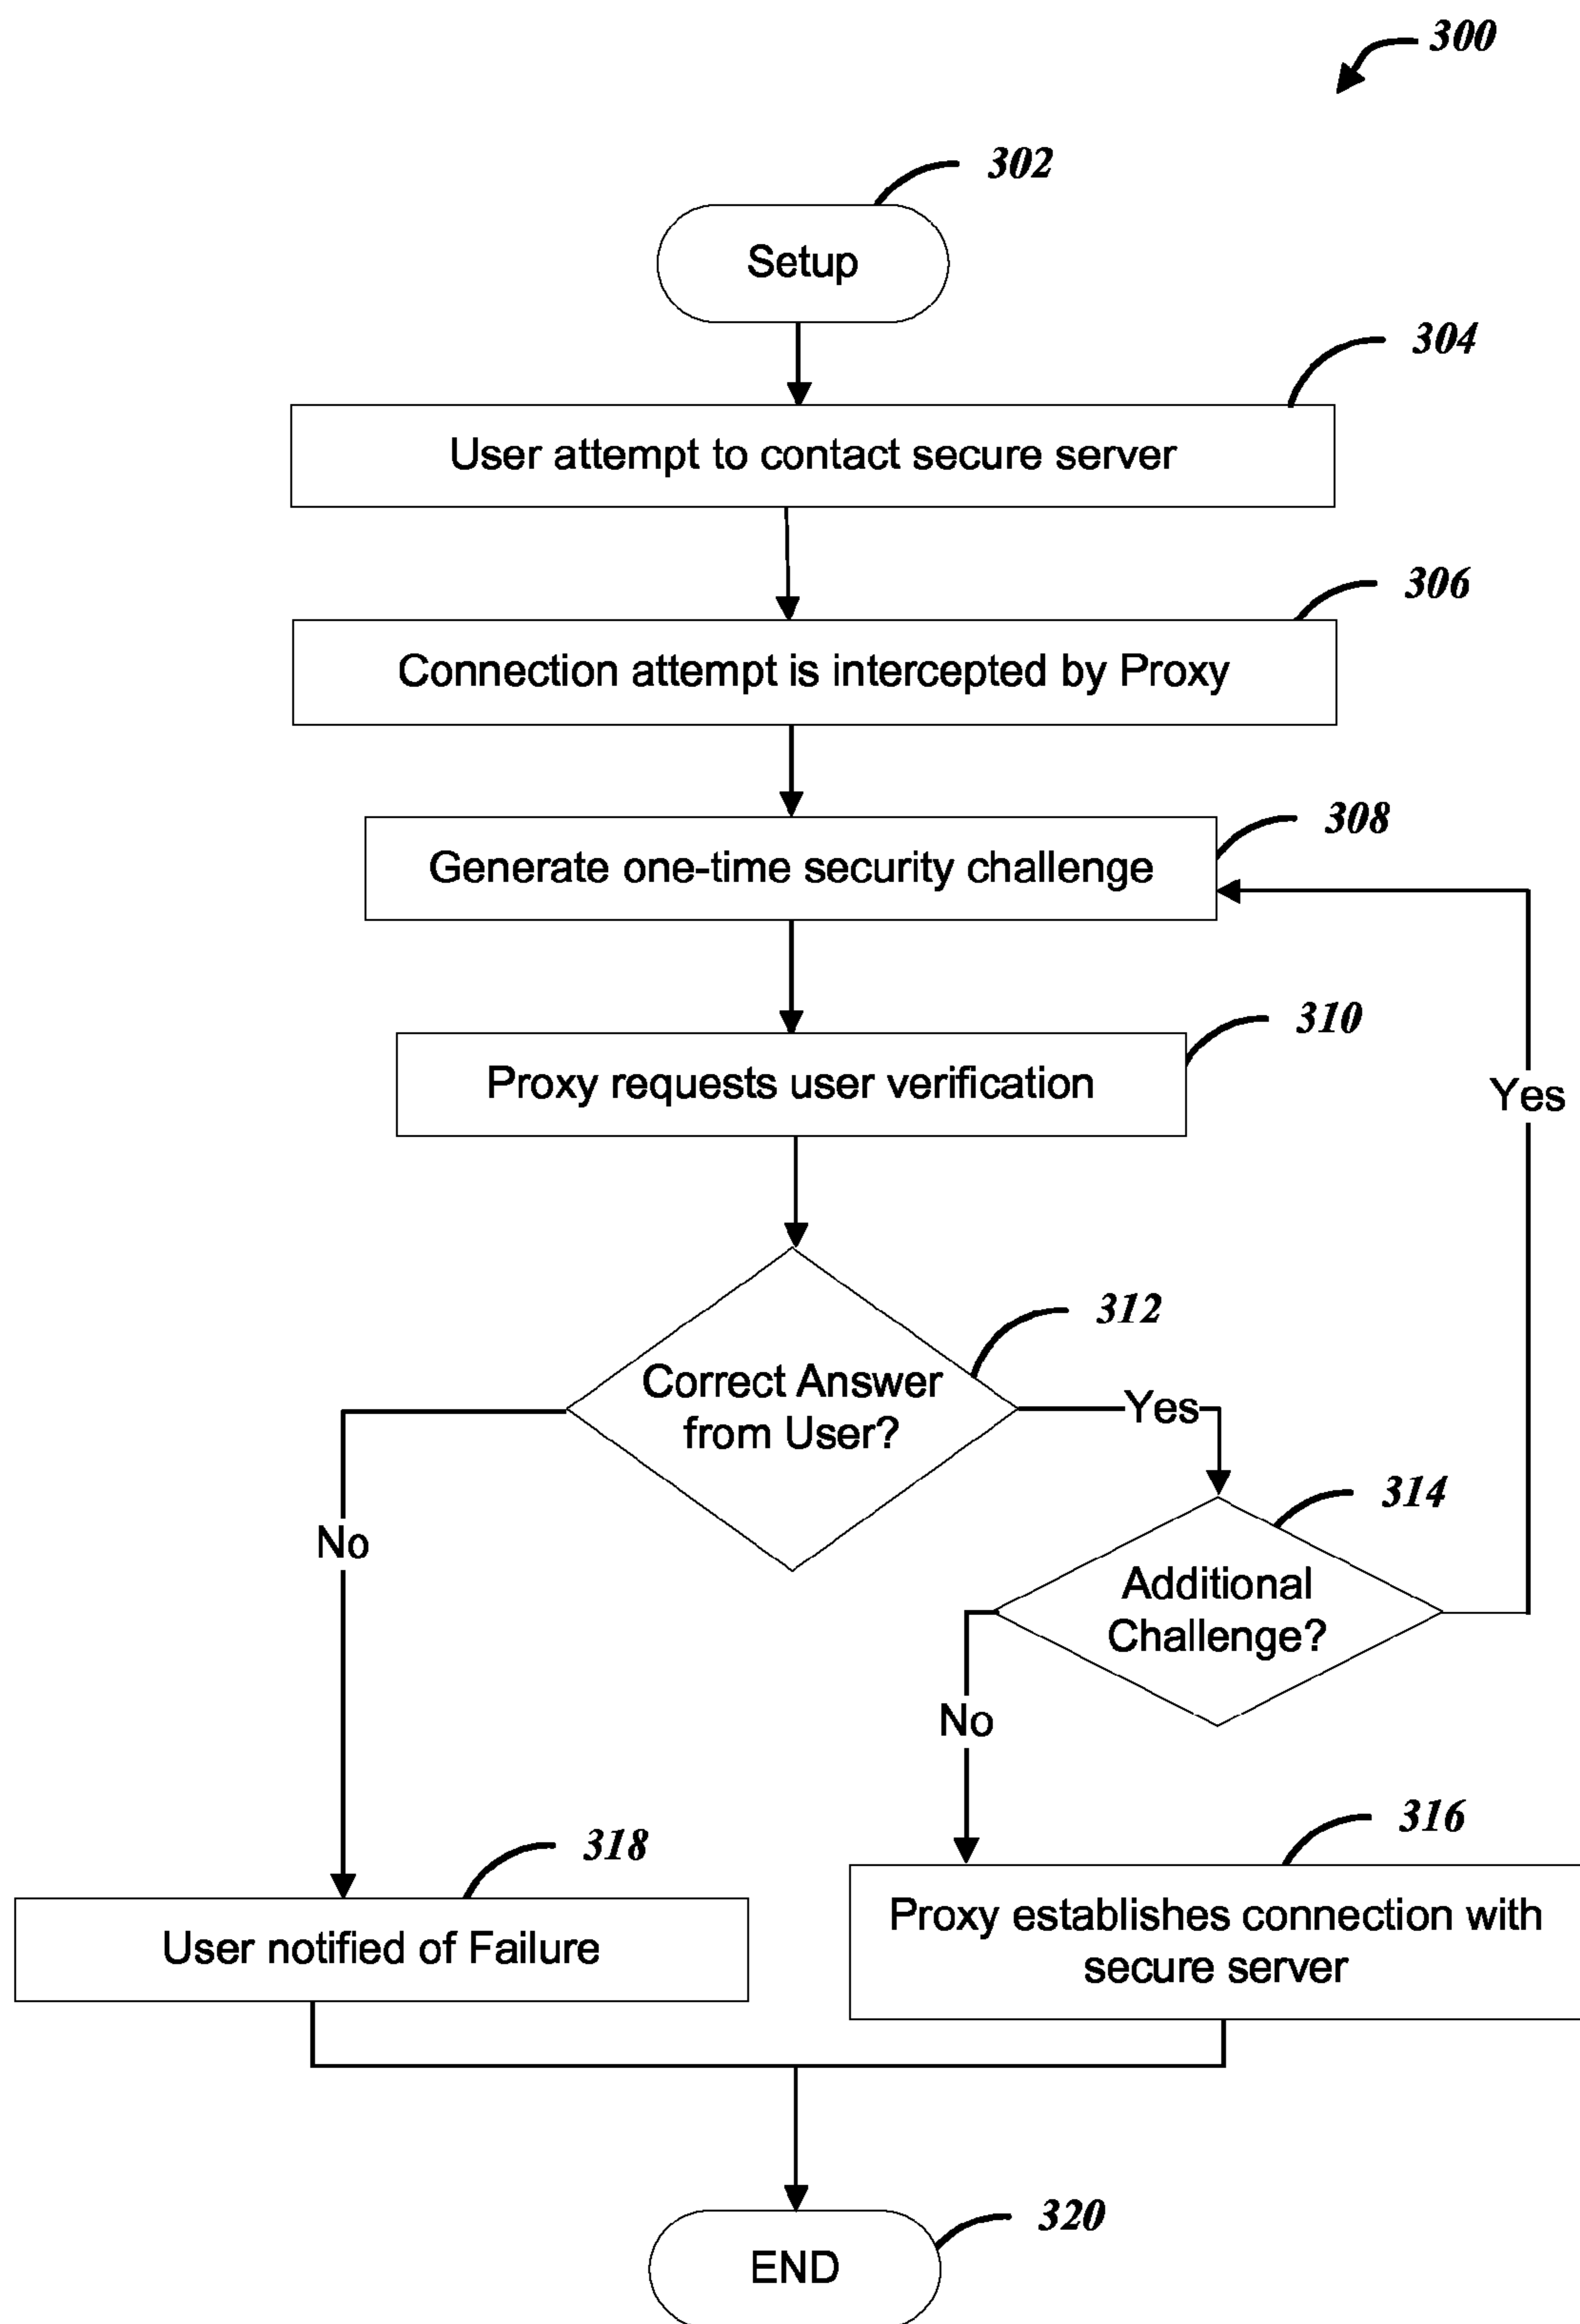 300
302
Setup
304
User attempt to contact secure server
306
Connection attempt is intercepted by Proxy
308
Generate one-time security challenge
310
Proxy requests user verification
Yes
312
Correct Answer
from User?
Yes
314
Additional
Challenge?
No
No
316
Proxy establishes connection with
secure server
318
User notified of Failure
320
END